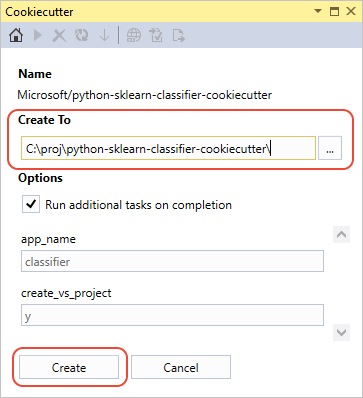 Cookiecutter
Name
Microsoft/python-sklearn-classifier-cookiecutter
Create To
C:\proj\python-sklearn-classifier-cookiecutter\
...
Options
Run additional tasks on completion
app_name
classifier
create_vs_project
y
Create Cancel